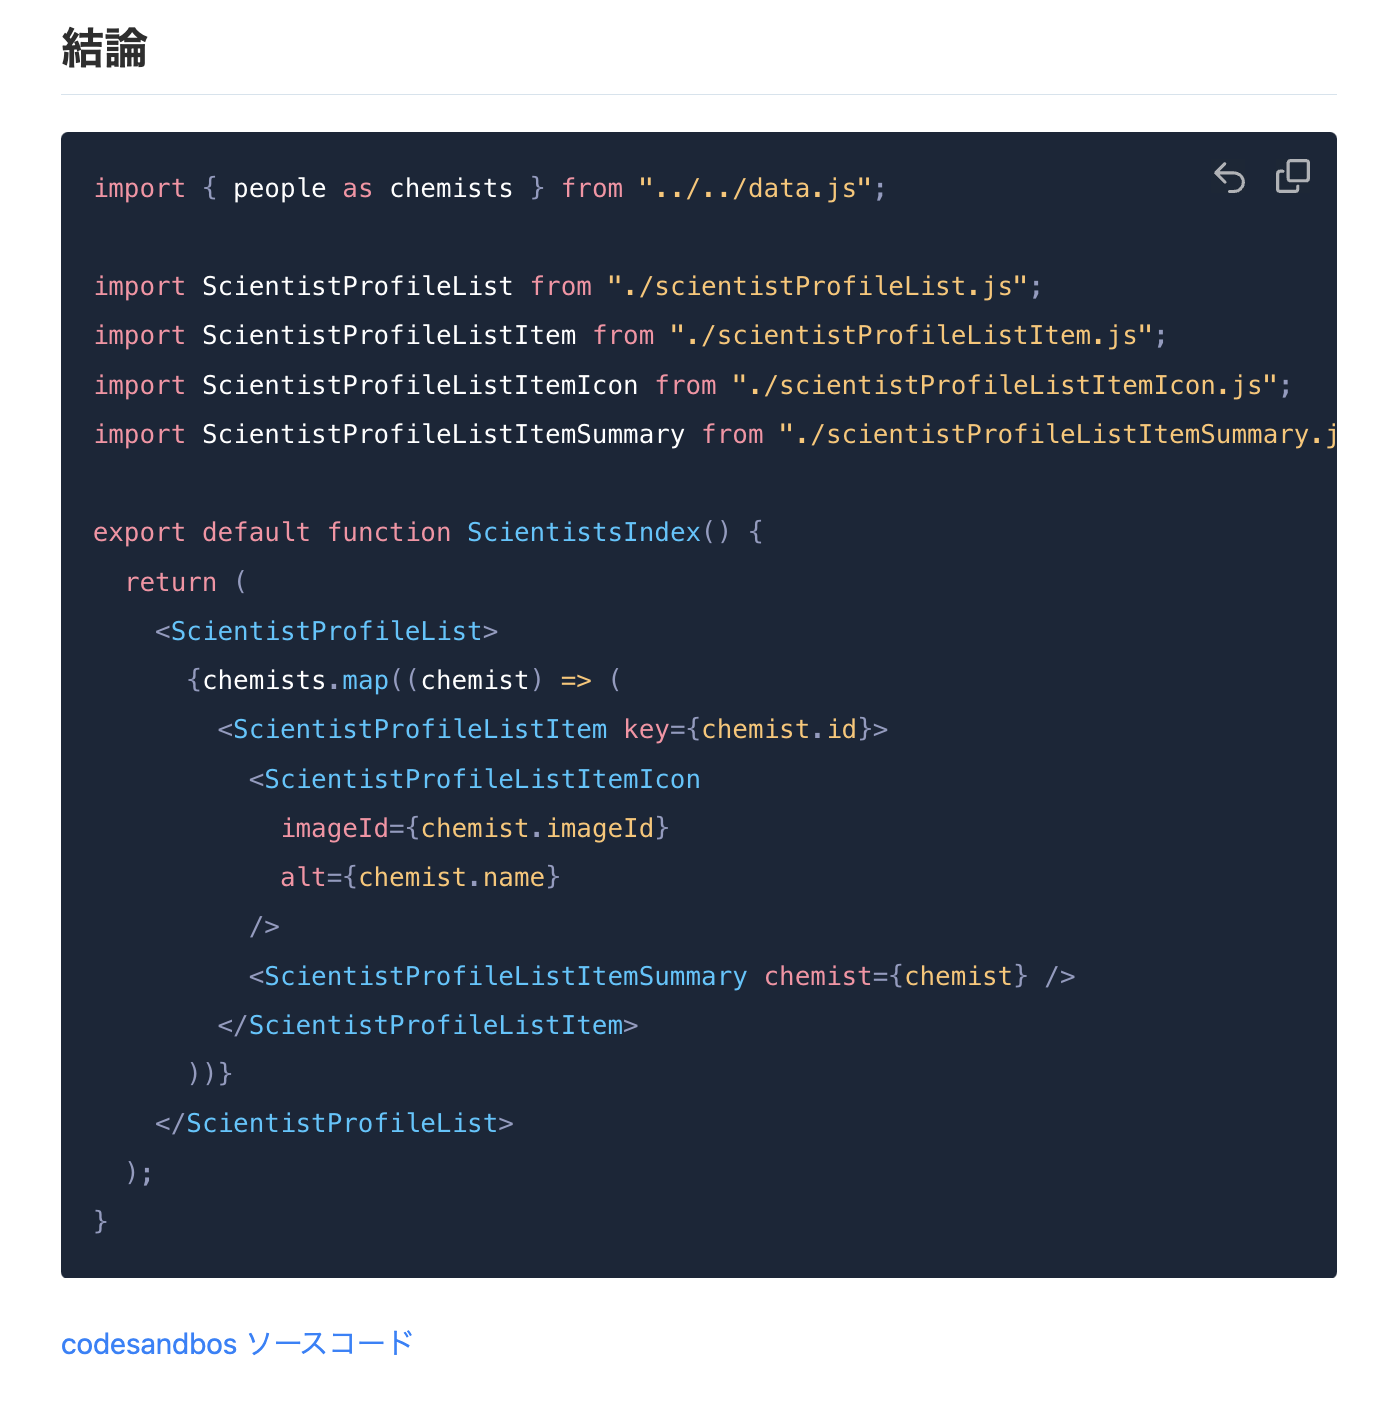 結論
import { people as chemists } from "../../data.js";
import ScientistProfileList from "./scientistProfileList.js";
import ScientistProfileListItem from "./scientistProfileListItem.js";
import ScientistProfileListItemIcon from "./scientistProfileListItemIcon.js";
import ScientistProfileListItemSummary from "./scientistProfileListItemSummary.j
export default function ScientistsIndex() {
  return (
    <ScientistProfileList>
      {chemists.map((chemist) => (
        <ScientistProfileListItem key={chemist.id}>
          <ScientistProfileListItemIcon
            imageId={chemist.imageId}
            alt={chemist.name}
          />
          <ScientistProfileListItemSummary chemist={chemist} />
        </ScientistProfileListItem>
      ))}
    </ScientistProfileList>
  );
}
codesandbos ソースコード